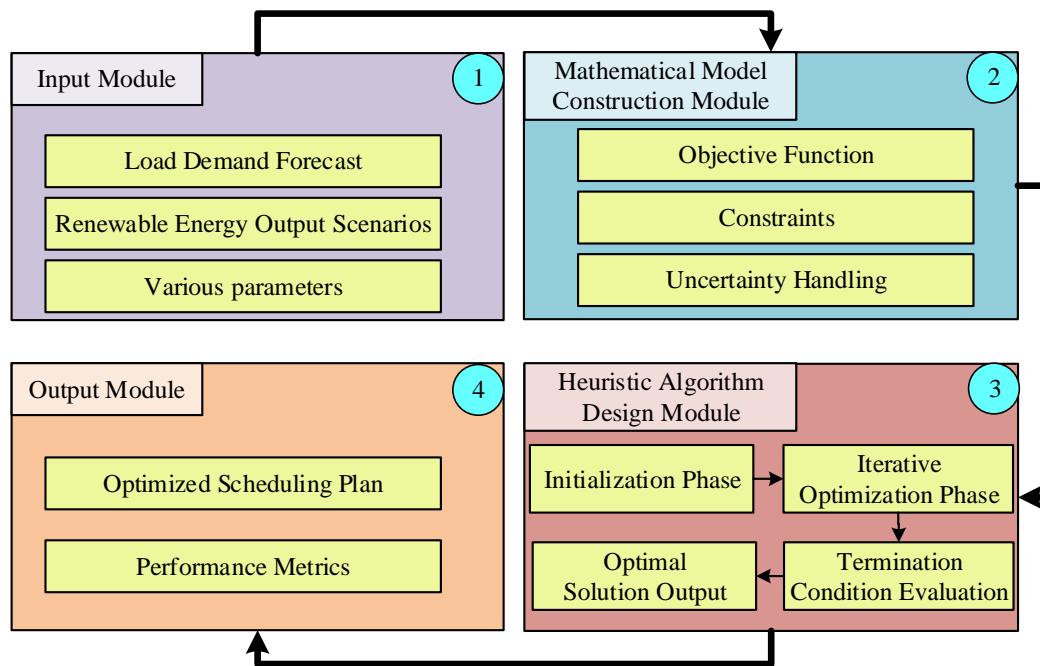 Input Module
1
Load Demand Forecast
Renewable Energy Output Scenarios
Various parameters
Mathematical Model
Construction Module
2
Objective Function
Constraints
Uncertainty Handling
Heuristic Algorithm
Design Module
3
Initialization Phase
Iterative
Optimization Phase
Termination
Condition Evaluation
Optimal
Solution Output
Output Module
4
Optimized Scheduling Plan
Performance Metrics